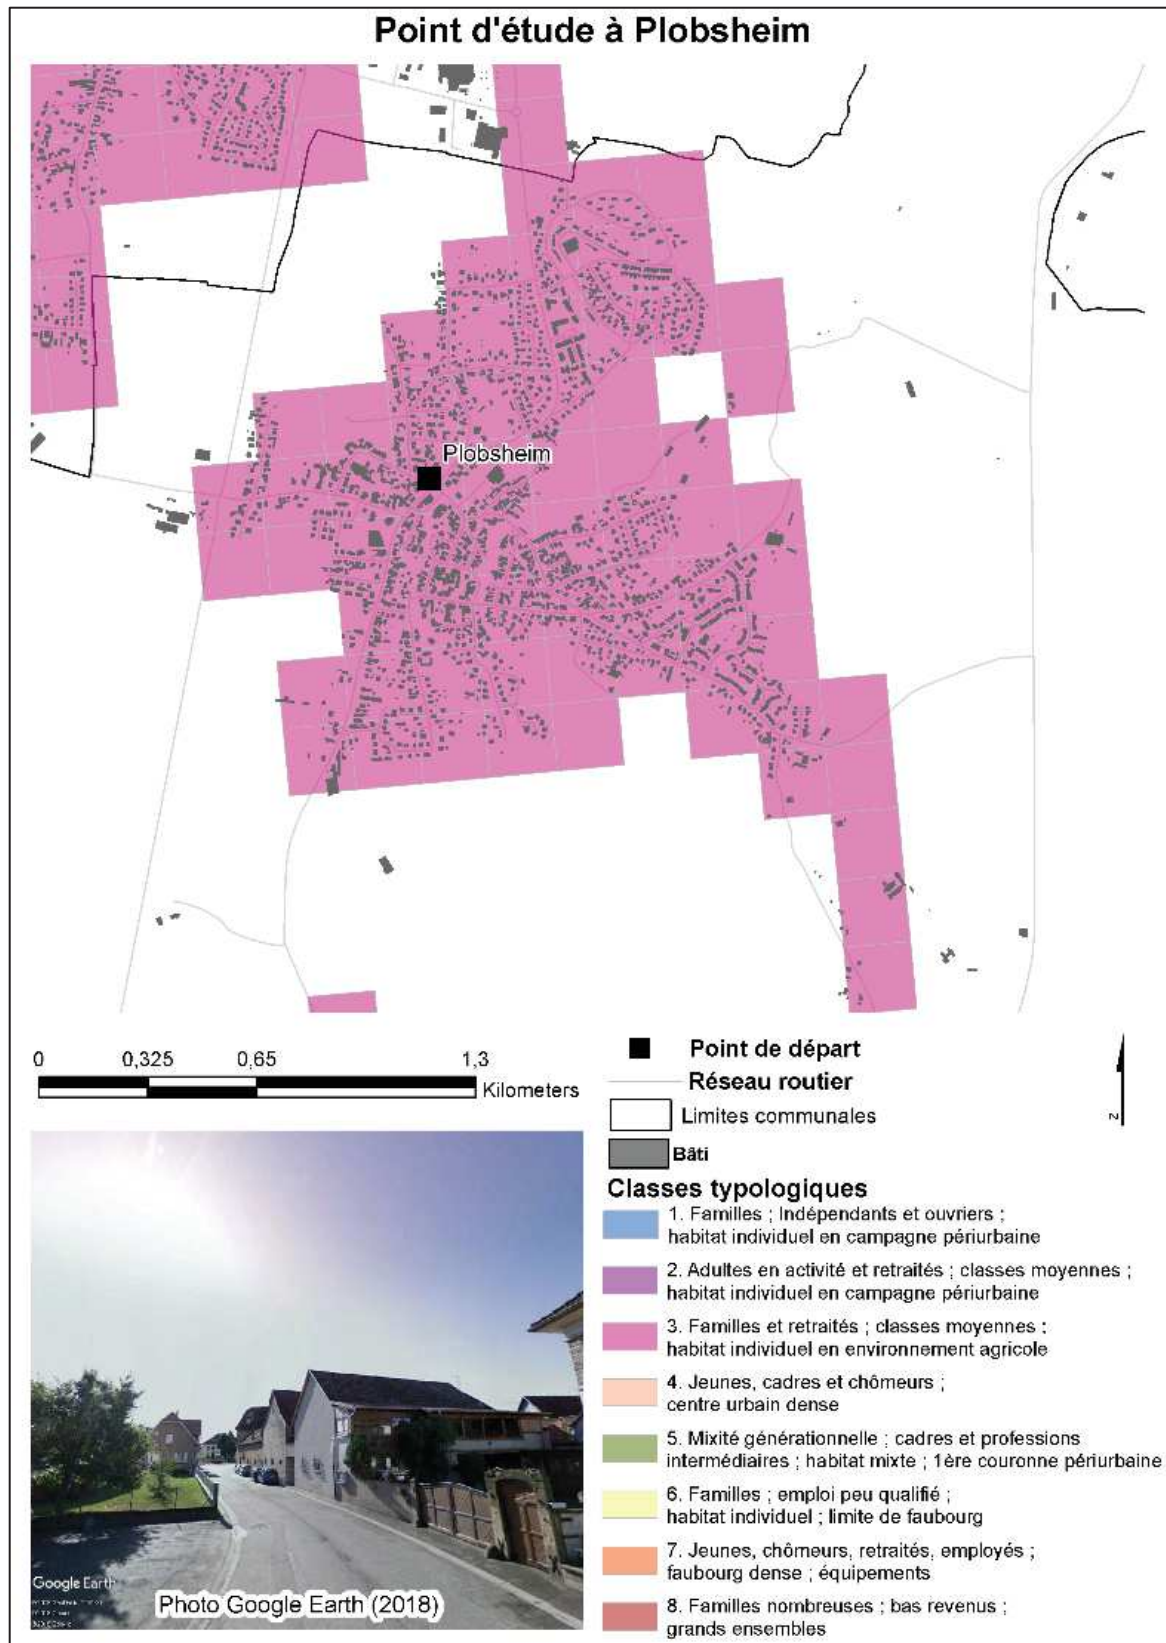 Point d'étude à Plobsheim
Plobsheim
0 0,325 0,65 1,3
Kilometers
Point de départ
Réseau routier
Limites communales
Bâti
Classes typologiques
1. Familles ; Indépendants et ouvriers ;
habitat individuel en campagne périurbaine
2. Adultes en activité et retraités ; classes moyennes ;
habitat individuel en campagne périurbaine
3. Familles et retraités ; classes moyennes ;
habitat individuel en environnement agricole
4. Jeunes, cadres et chômeurs ;
centre urbain dense
5. Mixité générationnelle ; cadres et professions
intermédiaires ; habitat mixte ; 1ère couronne périurbaine
6. Familles ; emploi peu qualifié ;
habitat individuel ; limite de faubourg
7. Jeunes, chômeurs, retraités, employés ;
faubourg dense ; équipements
8. Familles nombreuses ; bas revenus ;
grands ensembles
N
Google Earth
Photo Google Earth (2018)